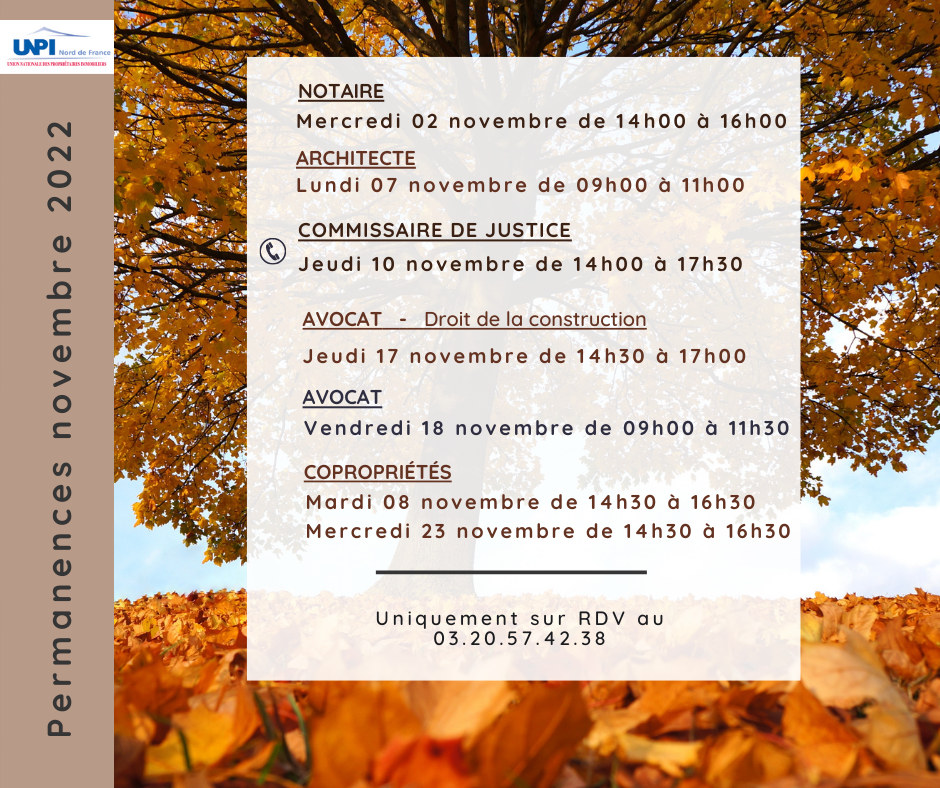 UNPI Nord de France
UNION NATIONALE DES PROPRIÉTAIRES IMMOBILIERS
Permanences novembre 2022
NOTAIRE
Mercredi 02 novembre de 14h00 à 16h00
ARCHITECTE
Lundi 07 novembre de 09h00 à 11h00
COMMISSAIRE DE JUSTICE
Jeudi 10 novembre de 14h00 à 17h30
AVOCAT - Droit de la construction
Jeudi 17 novembre de 14h30 à 17h00
AVOCAT
Vendredi 18 novembre de 09h00 à 11h30
COPROPRIÉTÉS
Mardi 08 novembre de 14h30 à 16h30
Mercredi 23 novembre de 14h30 à 16h30
Uniquement sur RDV au
03.20.57.42.38